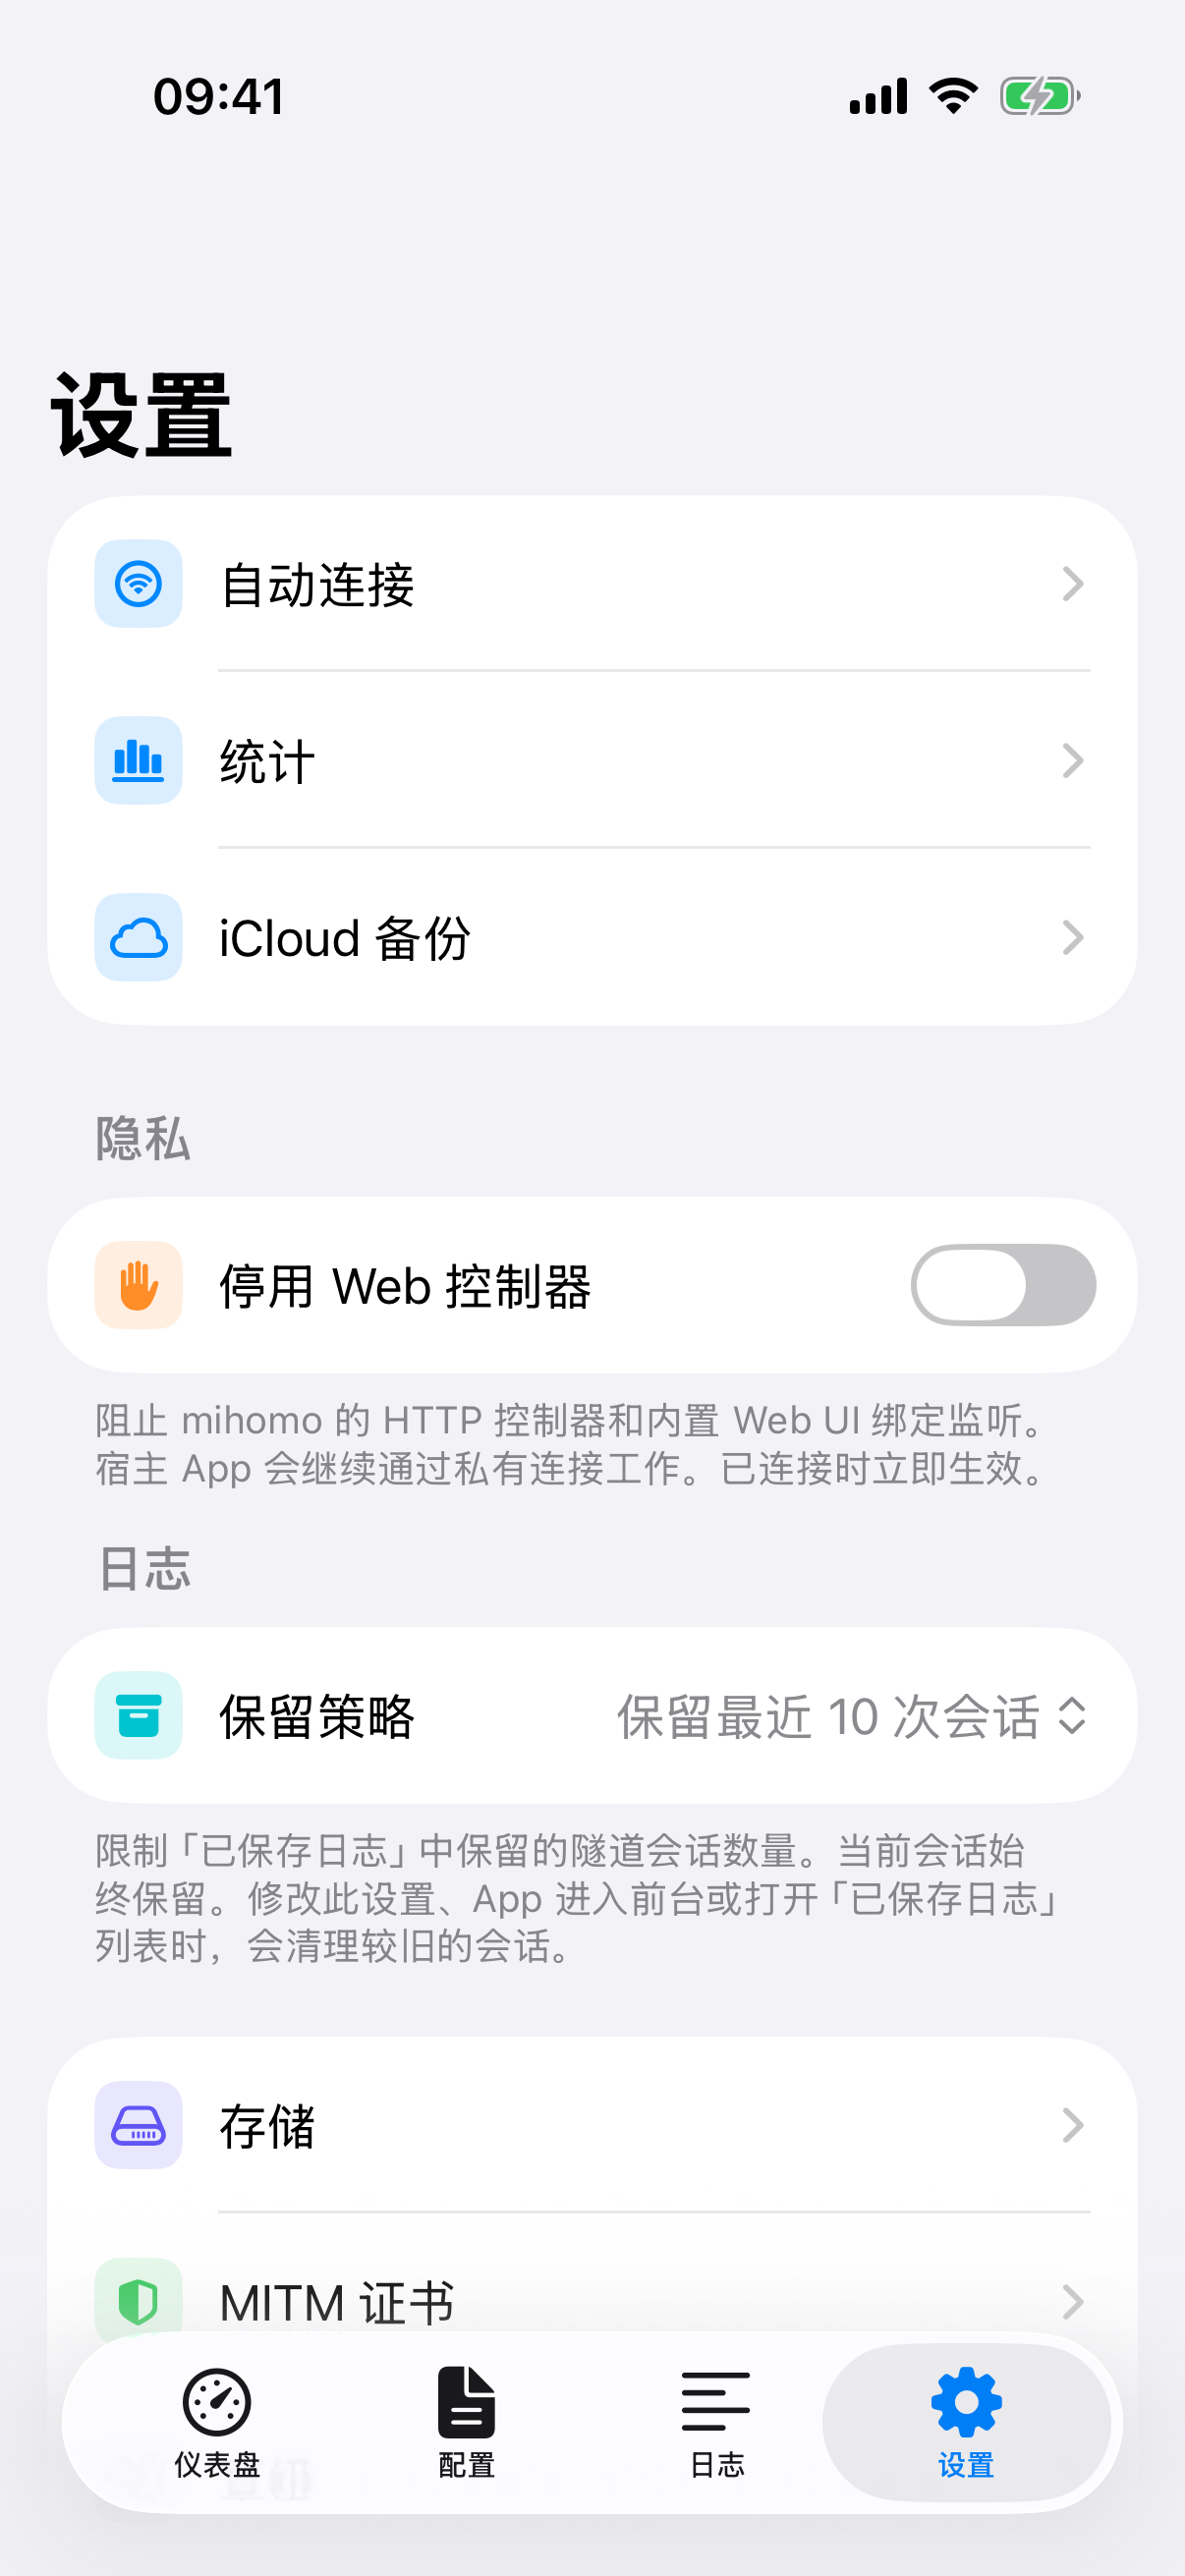 09:41
设置
自动连接
统计
iCloud 备份
隐私
停用 Web 控制器
阻止 mihomo 的 HTTP 控制器和内置 Web UI 绑定监听。
宿主 App 会继续通过私有连接工作。已连接时立即生效。
日志
保留策略 保留最近 10 次会话
限制「已保存日志」中保留的隧道会话数量。当前会话始
终保留。修改此设置、App 进入前台或打开「已保存日志」
列表时，会清理较旧的会话。
存储
MITM 证书
仪表盘 配置 日志 设置